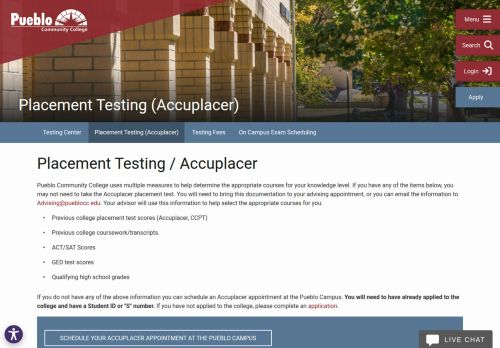 Pueblo
Community College
Menu
Search
Login
Apply
Placement Testing (Accuplacer)
Testing Center
Placement Testing (Accuplacer)
Testing Fees
On Campus Exam Scheduling
Placement Testing / Accuplacer
Pueblo Community College uses multiple measures to help determine the appropriate courses for your knowledge level. If you have any of the items below, you
may not need to take the Accuplacer placement test. You will need to bring this documentation to your advising appointment, or you can email the information to
Advising@pueblocc.edu. Your advisor will use this information to help select the appropriate courses for you.
• Previous college placement test scores (Accuplacer, CCPT)
• Previous college coursework/transcripts.
• ACT/SAT Scores
• GED test scores
• Qualifying high school grades
If you do not have any of the above information you can schedule an Accuplacer appointment at the Pueblo Campus. You will need to have already applied to the
college and have a Student ID or "S" number. If you have not applied to the college, please complete an application.
SCHEDULE YOUR ACCUPLACER APPOINTMENT AT THE PUEBLO CAMPUS
LIVE CHAT